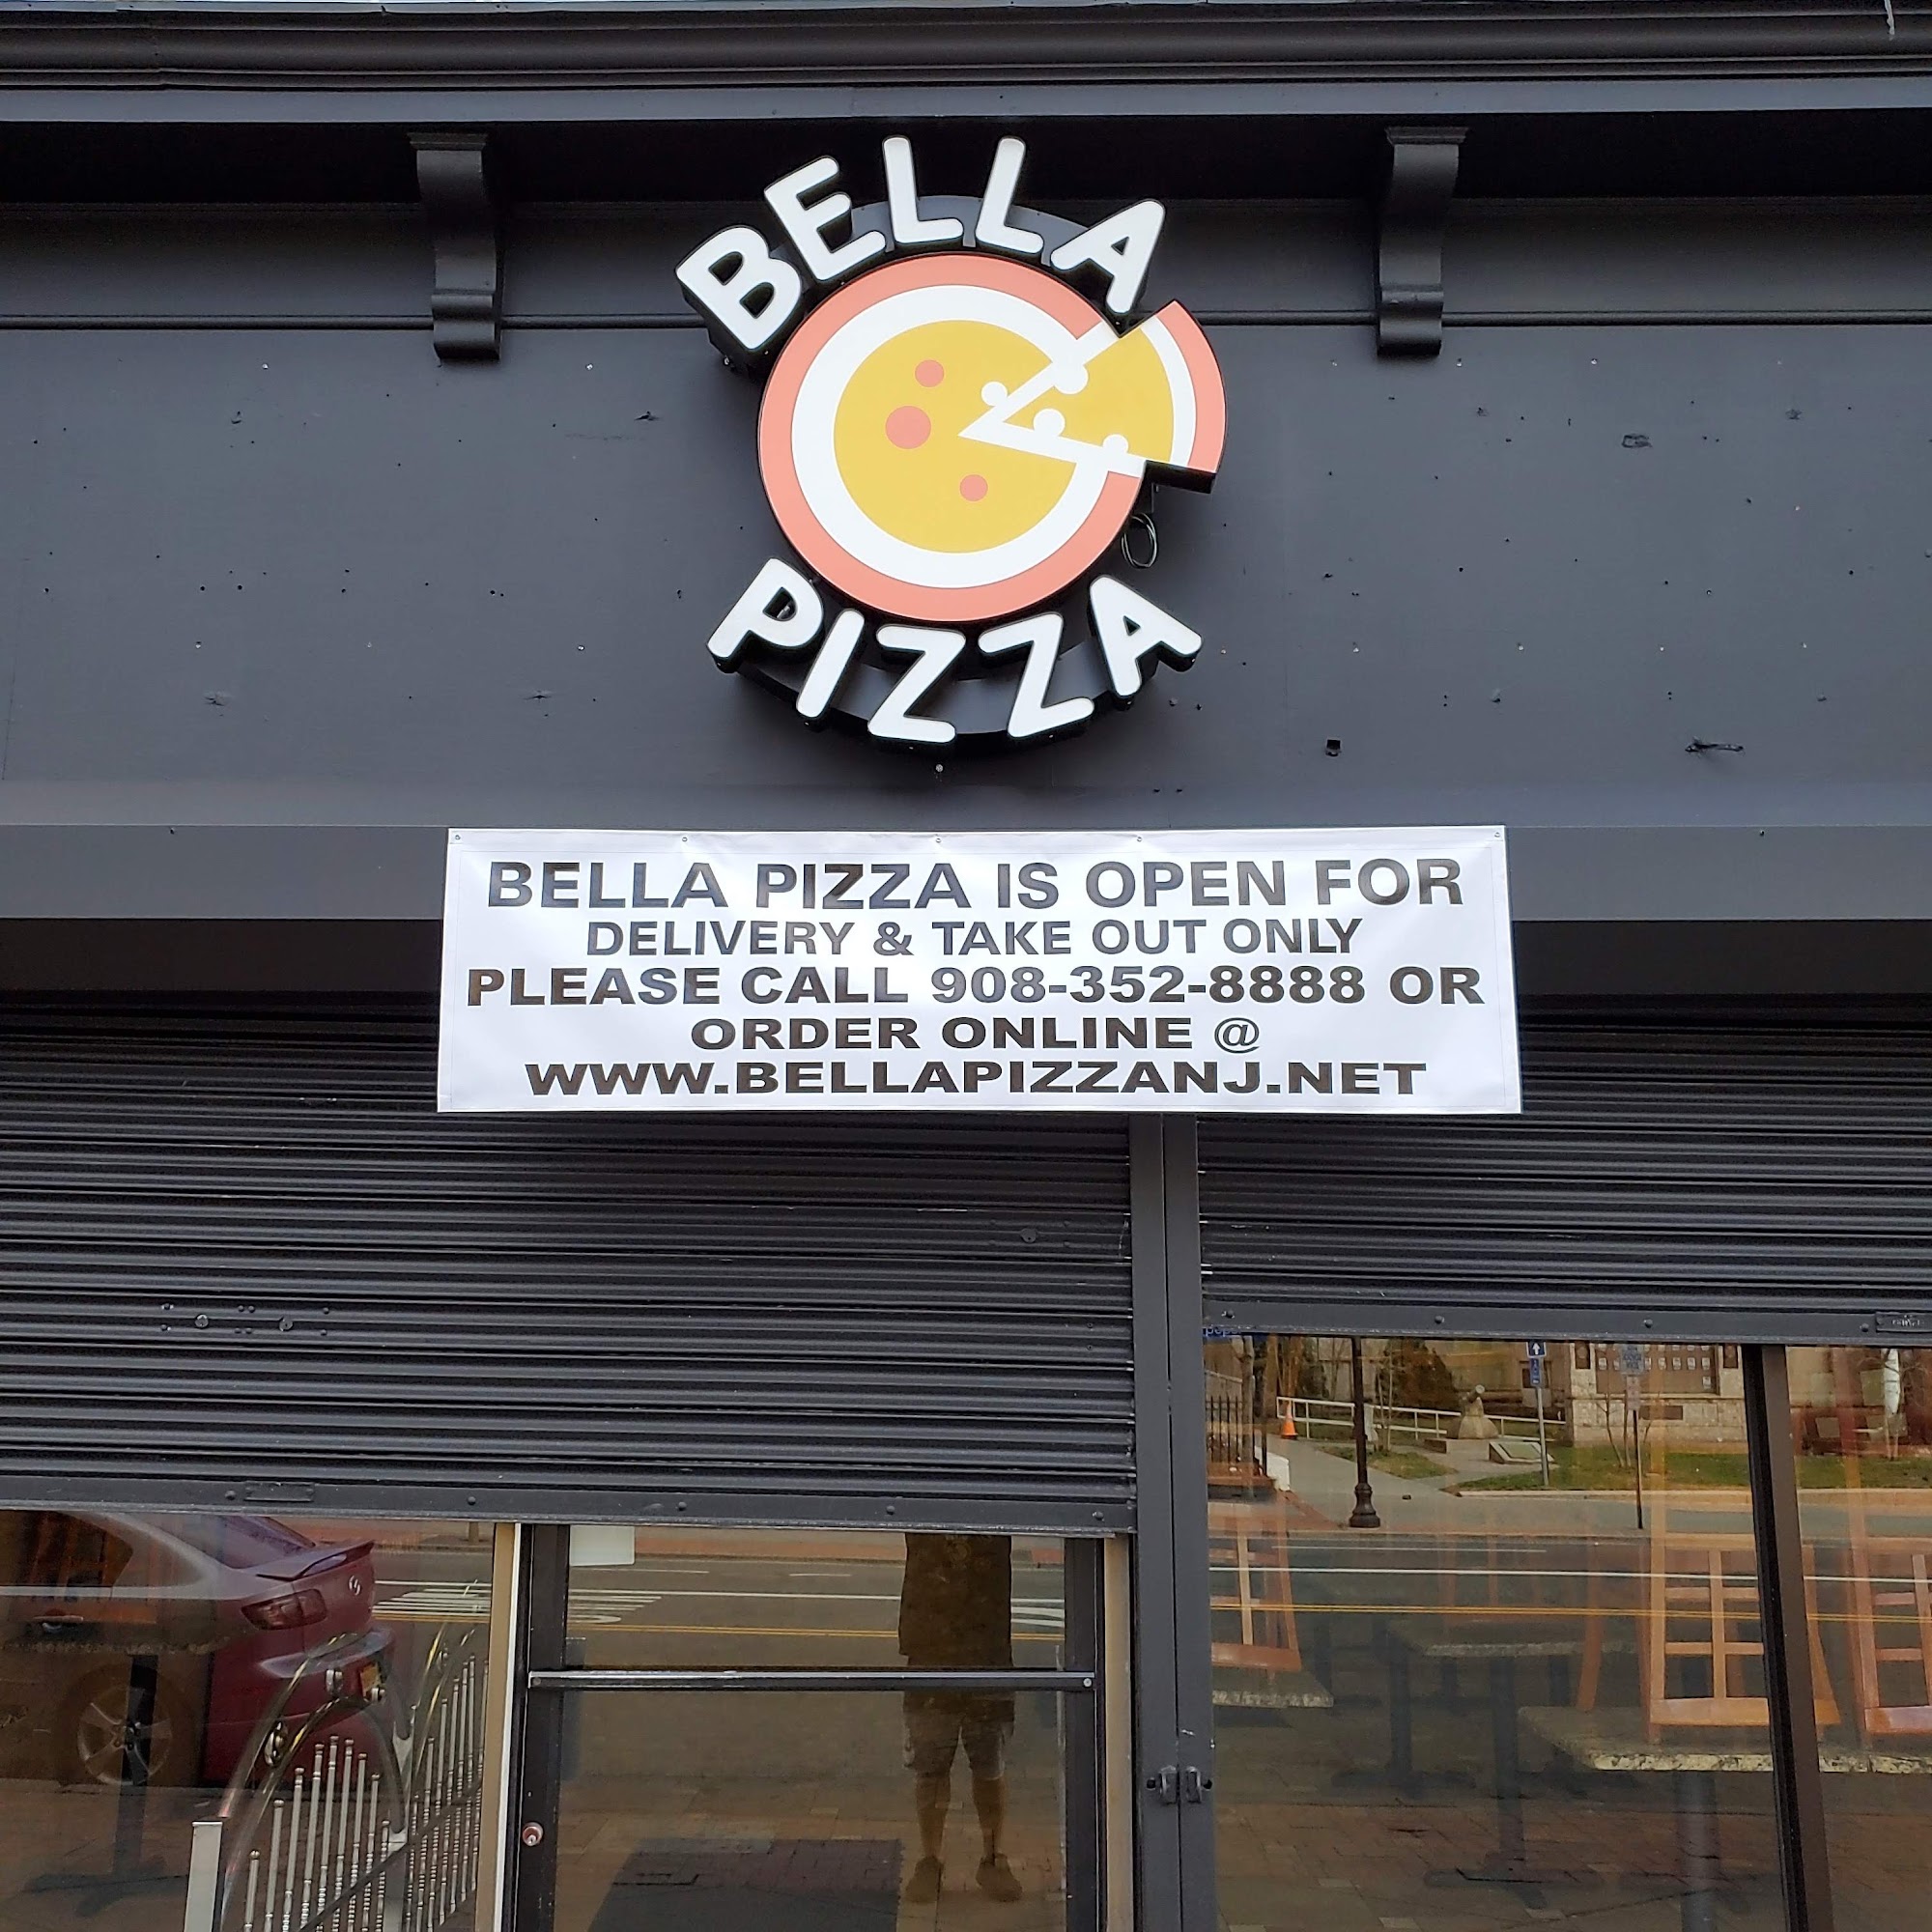 BELLA
PIZZA
BELLA PIZZA IS OPEN FOR
DELIVERY & TAKE OUT ONLY
PLEASE CALL 908-352-8888 OR
ORDER ONLINE @
WWW.BELLAPIZZANJ.NET